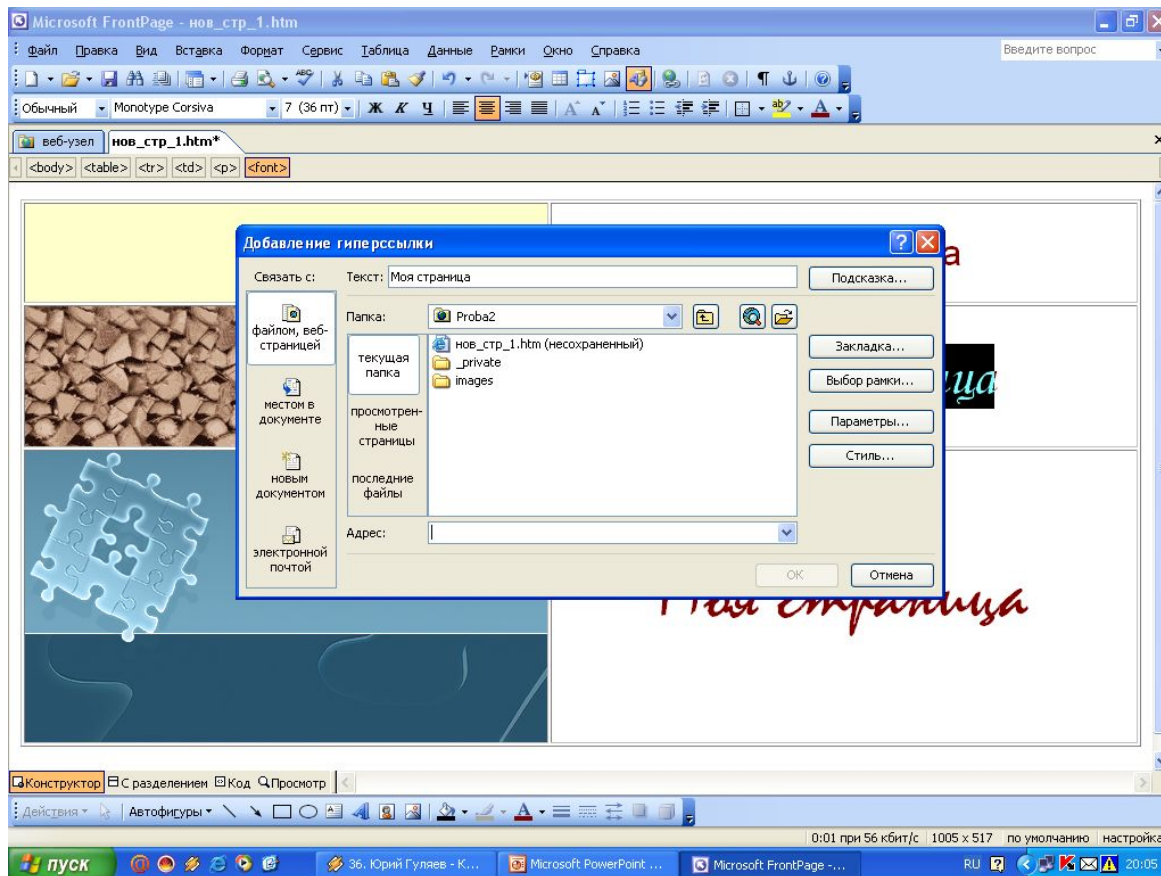 Microsoft FrontPage - нов_стр_1.htm
Файл Правка Вид Вставка Формат Сервис Таблица Данные Рамки Окно Справка Введите вопрос
Обычный Monotype Corsiva 7 (36 пт) Ж К Ч
веб-узел нов_стр_1.htm*
<body> <table> <tr> <td> <p> <font>
Добавление гиперссылки
а
Связать с: Текст: Моя страница Подсказка...
файлом, веб-страницей
Папка: Proba2
текущая папка
нов_стр_1.htm (несохраненный)
_private
images
Закладка...
Выбор рамки...
ица
местом в документе
просмотрен-
ные
страницы
Параметры...
Стиль...
новым документом
последние файлы
электронной почтой
Адрес:
ОК Отмена
Моя страница
Конструктор С разделением Код Просмотр
Действия Автофигуры
0:01 при 56 кбит/с 1005 x 517 по умолчанию настройка
пуск 36. Юрий Гуляев - К... Microsoft PowerPoint ... Microsoft FrontPage -... RU 20:05